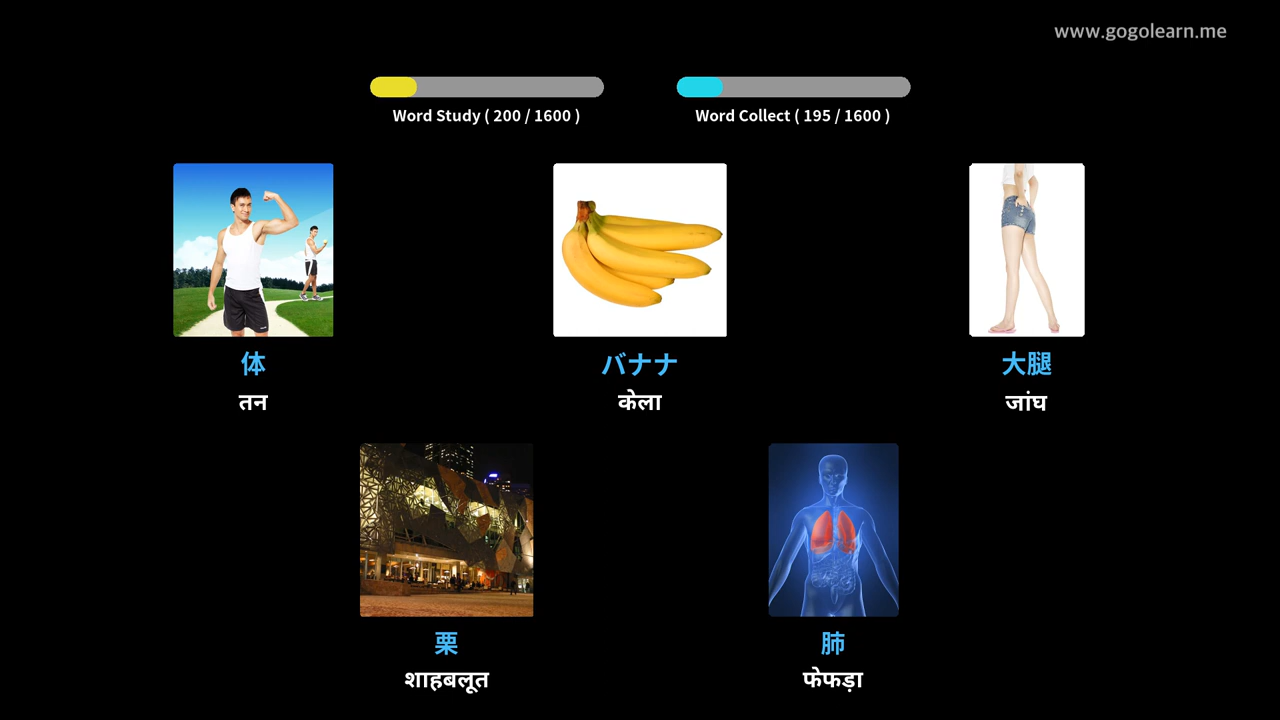 www.gogolearn.me
Word Study ( 200 / 1600 )
Word Collect ( 195 / 1600 )
体
तन
バナナ
केला
大腿
जांघ
栗
शाहबलूत
肺
फेफड़ा